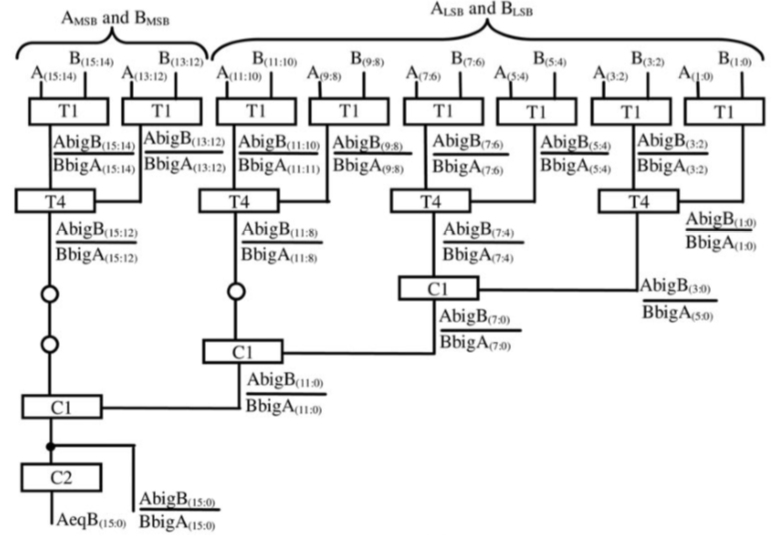 AMSB and BMSB
ALSB and BLSB
A(15:14) B(15:14) A(13:12) B(13:12) A(11:10) B(11:10) A(9:8) B(9:8) A(7:6) B(7:6) A(5:4) B(5:4) A(3:2) B(3:2) A(1:0) B(1:0)
T1 T1 T1 T1 T1 T1 T1 T1
AbigB(15:14) AbigB(13:12) AbigB(11:10) AbigB(9:8) AbigB(7:6) AbigB(5:4) AbigB(3:2)
BbigA(15:14) BbigA(13:12) BbigA(11:11) BbigA(9:8) BbigA(7:6) BbigA(5:4) BbigA(3:2)
T4 T4 T4 T4
AbigB(1:0)
BbigA(1:0)
AbigB(15:12) AbigB(11:8) AbigB(7:4)
BbigA(15:12) BbigA(11:8) BbigA(7:4)
C1
AbigB(3:0)
BbigA(5:0)
AbigB(7:0)
BbigA(7:0)
C1
AbigB(11:0)
BbigA(11:0)
C1
C2
AbigB(15:0)
BbigA(15:0)
AeqB(15:0)